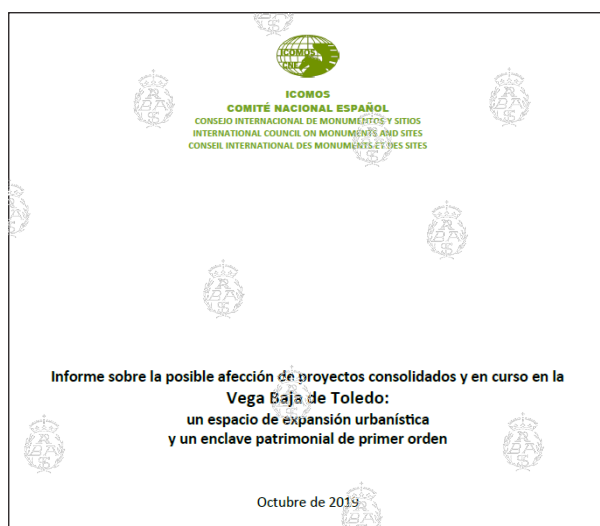 ICOMOS
CNE
ICOMOS
COMITÉ NACIONAL ESPAÑOL
CONSEJO INTERNACIONAL DE MONUMENTOS Y SITIOS
INTERNATIONAL COUNCIL ON MONUMENTS AND SITES
CONSEIL INTERNATIONAL DES MONUMENTS ET DES SITES
Informe sobre la posible afección de proyectos consolidados y en curso en la
Vega Baja de Toledo:
un espacio de expansión urbanística
y un enclave patrimonial de primer orden
Octubre de 2019